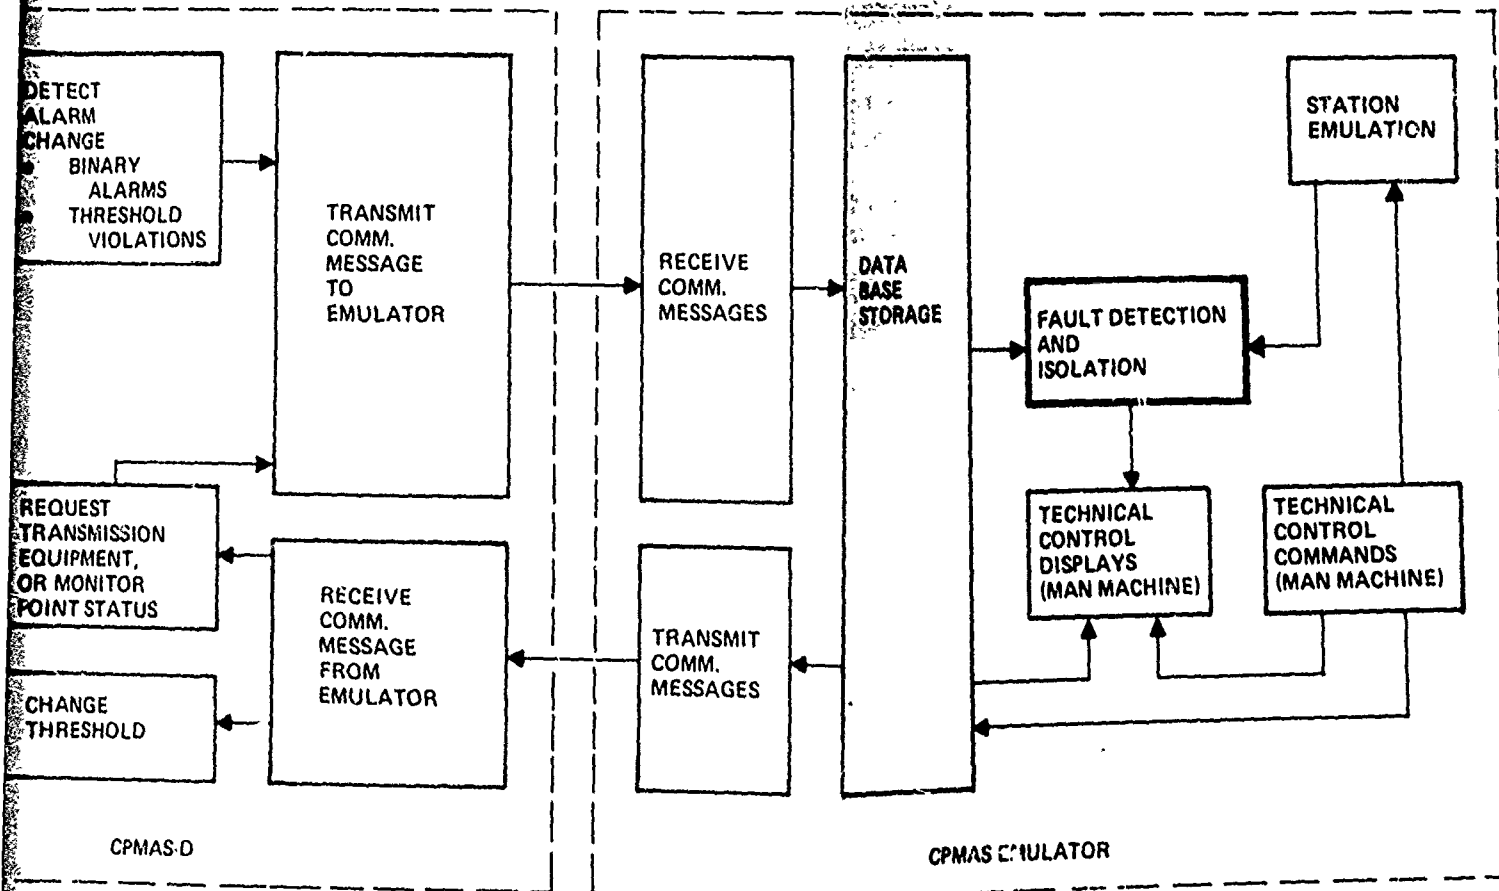 DETECT
ALARM
CHANGE
• BINARY
ALARMS
• THRESHOLD
VIOLATIONS
TRANSMIT
COMM.
MESSAGE
TO
EMULATOR
REQUEST
TRANSMISSION
EQUIPMENT,
OR MONITOR
POINT STATUS
RECEIVE
COMM.
MESSAGE
FROM
EMULATOR
CHANGE
THRESHOLD
CPMAS-D
RECEIVE
COMM.
MESSAGES
TRANSMIT
COMM.
MESSAGES
DATA
BASE
STORAGE
STATION
EMULATION
FAULT DETECTION
AND
ISOLATION
TECHNICAL
CONTROL
DISPLAYS
(MAN MACHINE)
TECHNICAL
CONTROL
COMMANDS
(MAN MACHINE)
CPMAS EMULATOR